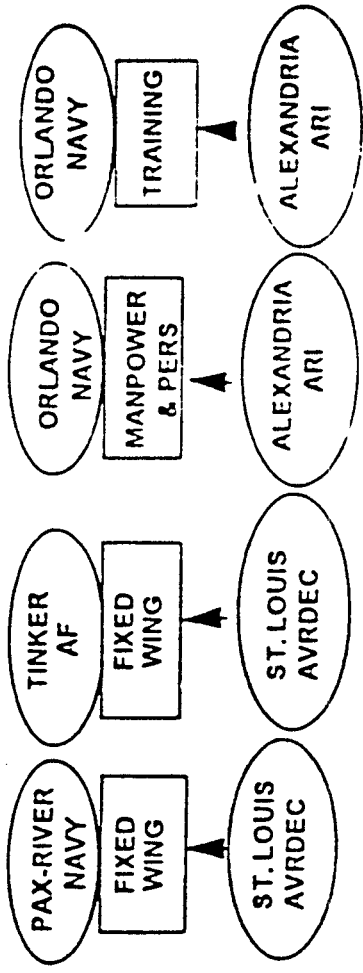 PAX-RIVER
NAVY
FIXED
WING
ST. LOUIS
AVRDEC
TINKER
AF
FIXED
WING
ST. LOUIS
AVRDEC
ORLANDO
NAVY
MANPOWER
& PERS
ALEXANDRIA
ARI
ORLANDO
NAVY
TRAINING
ALEXANDRIA
ARI